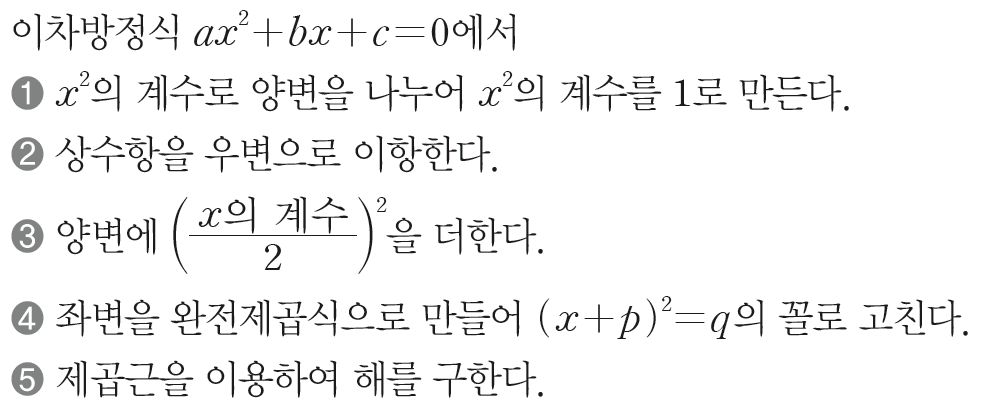 이차방정식 ax²+bx+c=0에서
❶ x²의 계수로 양변을 나누어 x²의 계수를 1로 만든다.
❷ 상수항을 우변으로 이항한다.
❸ 양변에 (x의 계수/2)²을 더한다.
❹ 좌변을 완전제곱식으로 만들어 (x+p)²=q의 꼴로 고친다.
❺ 제곱근을 이용하여 해를 구한다.